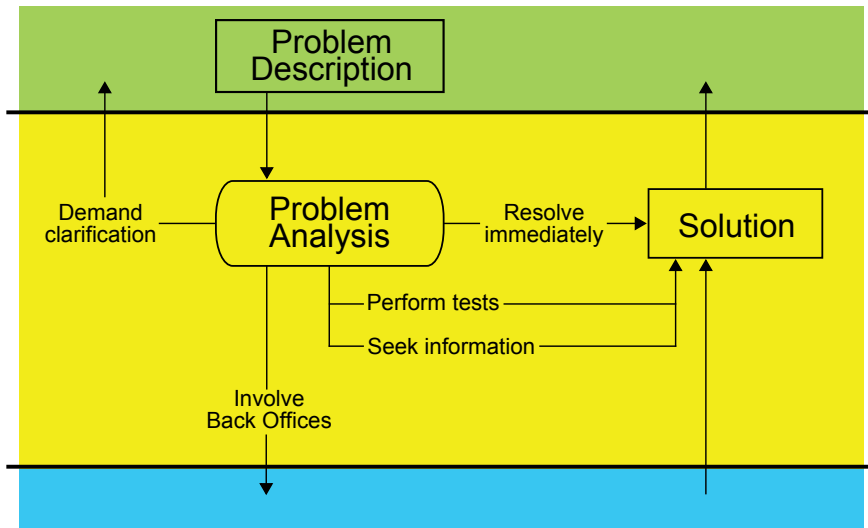 Problem
Description
Demand
clarification
Problem
Analysis
Resolve
immediately
Solution
Perform tests
Seek information
Involve
Back Offices